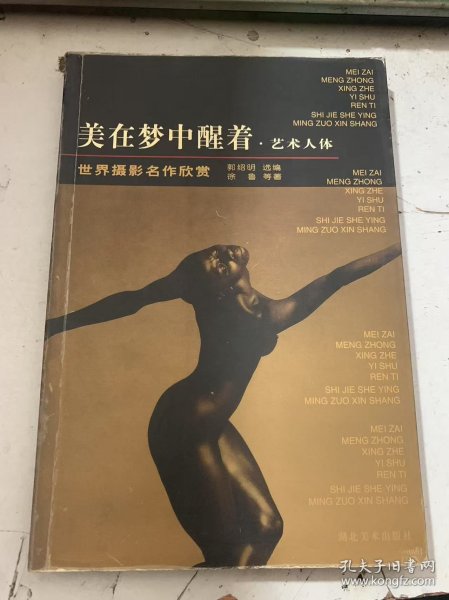 MEI ZAI
MENG ZHONG
XING ZHE
YI SHU
REN TI
SHI JIE SHE YING
MING ZUO XIN SHANG
美在梦中醒着·艺术人体
世界摄影名作欣赏
郭绍明 选编
徐鲁 等著
MEI ZAI
MENG ZHONG
XING ZHE
YI SHU
REN TI
SHI JIE SHE YING
MING ZUO XIN SHANG
MEI ZAI
MENG ZHONG
XING ZHE
YI SHU
REN TI
SHI JIE SHE YING
MING ZUO XIN SHANG
MEI ZAI
MENG ZHONG
XING ZHE
YI SHU
REN TI
SHI JIE SHE YING
MING ZUO XIN SHANG
湖北美术出版社
孔夫子旧书网
www.kongfz.com